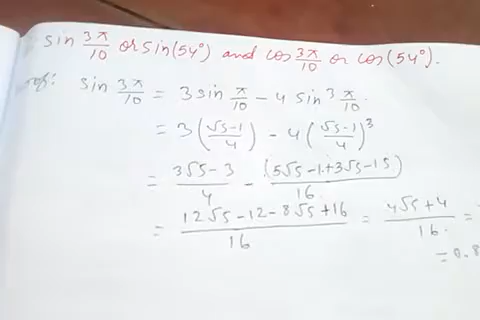 sin 3π/10 or sin(54°) and cos 3π/10 or cos(54°).
sin 3π/10 = 3 sin π/10 - 4 sin³ π/10.
= 3((√5-1)/4) - 4((√5-1)/4)³
= (3√5-3)/4 - (5√5-1+3√5-15)/16
= (12√5-12-8√5+16)/16 = (4√5+4)/16 =
= 0.8